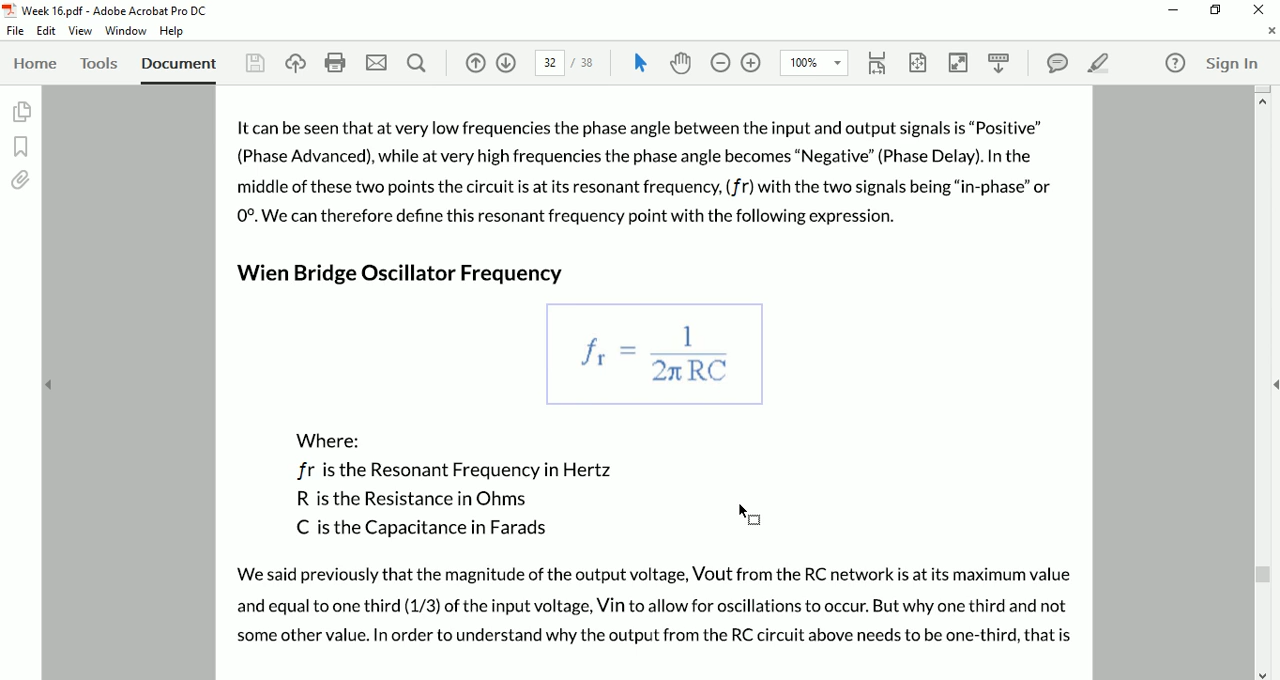 Week 16.pdf - Adobe Acrobat Pro DC
File Edit View Window Help
Home Tools Document 32 / 38 100% Sign In
It can be seen that at very low frequencies the phase angle between the input and output signals is “Positive”
(Phase Advanced), while at very high frequencies the phase angle becomes “Negative” (Phase Delay). In the
middle of these two points the circuit is at its resonant frequency, (ƒr) with the two signals being “in-phase” or
0°. We can therefore define this resonant frequency point with the following expression.
Wien Bridge Oscillator Frequency
fr = 1 / 2π RC
Where:
ƒr is the Resonant Frequency in Hertz
R is the Resistance in Ohms
C is the Capacitance in Farads
We said previously that the magnitude of the output voltage, Vout from the RC network is at its maximum value
and equal to one third (1/3) of the input voltage, Vin to allow for oscillations to occur. But why one third and not
some other value. In order to understand why the output from the RC circuit above needs to be one-third, that is